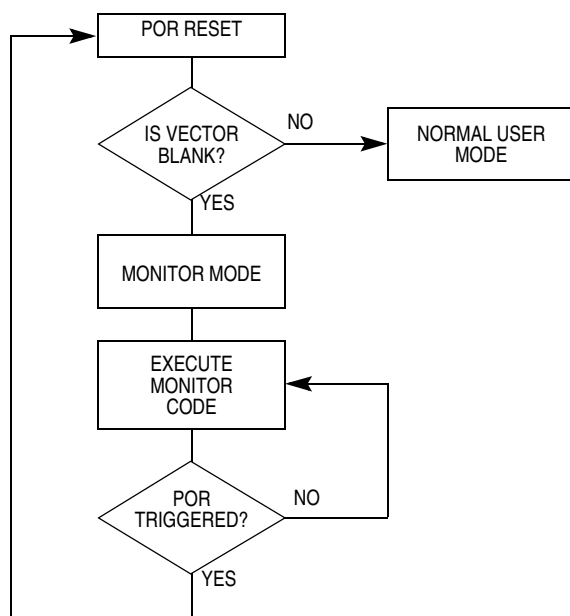 POR RESET
IS VECTOR
BLANK?
NO
NORMAL USER
MODE
YES
MONITOR MODE
EXECUTE
MONITOR
CODE
POR
TRIGGERED?
NO
YES